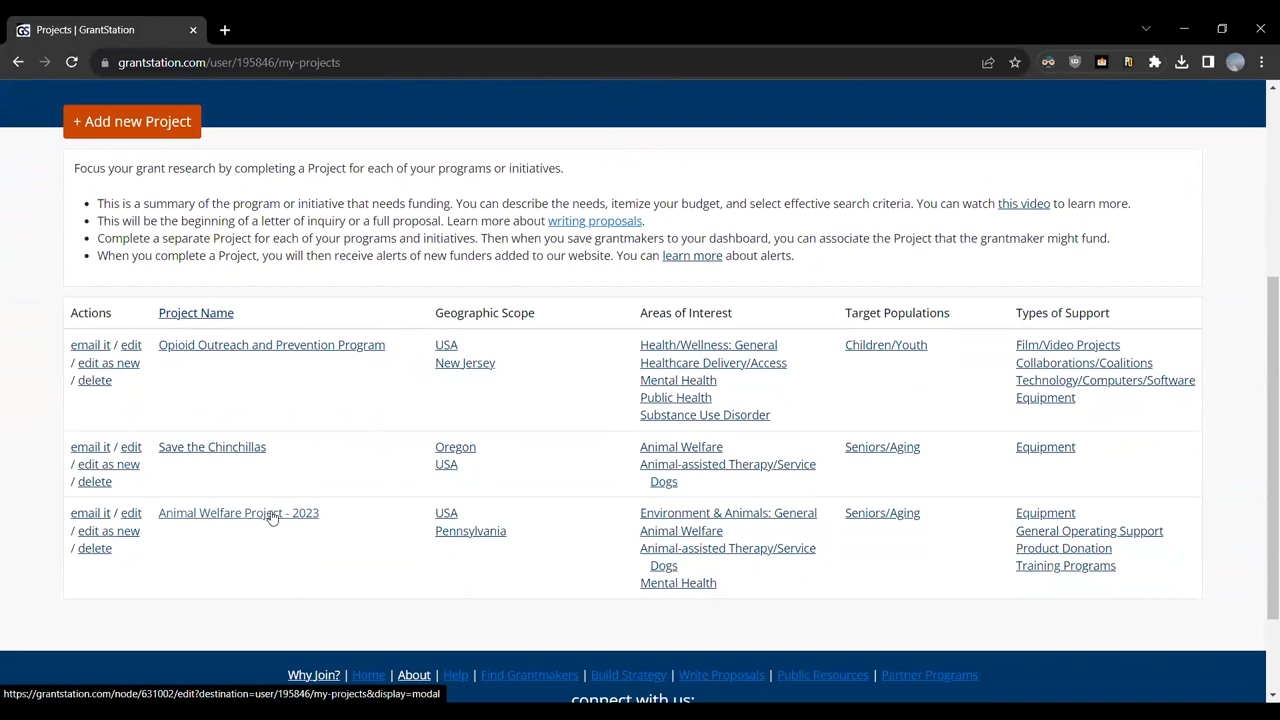 Projects | GrantStation
grantstation.com/user/195846/my-projects
+ Add new Project
Focus your grant research by completing a Project for each of your programs or initiatives.
• This is a summary of the program or initiative that needs funding. You can describe the needs, itemize your budget, and select effective search criteria. You can watch this video to learn more.
• This will be the beginning of a letter of inquiry or a full proposal. Learn more about writing proposals.
• Complete a separate Project for each of your programs and initiatives. Then when you save grantmakers to your dashboard, you can associate the Project that the grantmaker might fund.
• When you complete a Project, you will then receive alerts of new funders added to our website. You can learn more about alerts.
Actions Project Name Geographic Scope Areas of Interest Target Populations Types of Support
email it / edit Opioid Outreach and Prevention Program USA Health/Wellness: General Children/Youth Film/Video Projects
/ edit as new New Jersey Healthcare Delivery/Access Collaborations/Coalitions
/ delete Mental Health Technology/Computers/Software
Public Health Equipment
Substance Use Disorder
email it / edit Save the Chinchillas Oregon Animal Welfare Seniors/Aging Equipment
/ edit as new USA Animal-assisted Therapy/Service
/ delete Dogs
email it / edit Animal Welfare Project - 2023 USA Environment & Animals: General Seniors/Aging Equipment
/ edit as new Pennsylvania Animal Welfare General Operating Support
/ delete Animal-assisted Therapy/Service Product Donation
Dogs Training Programs
Mental Health
Why Join? | Home | About | Help | Find Grantmakers | Build Strategy | Write Proposals | Public Resources | Partner Programs
https://grantstation.com/node/631002/edit?destination=user/195846/my-projects&display=modal
connect with us: